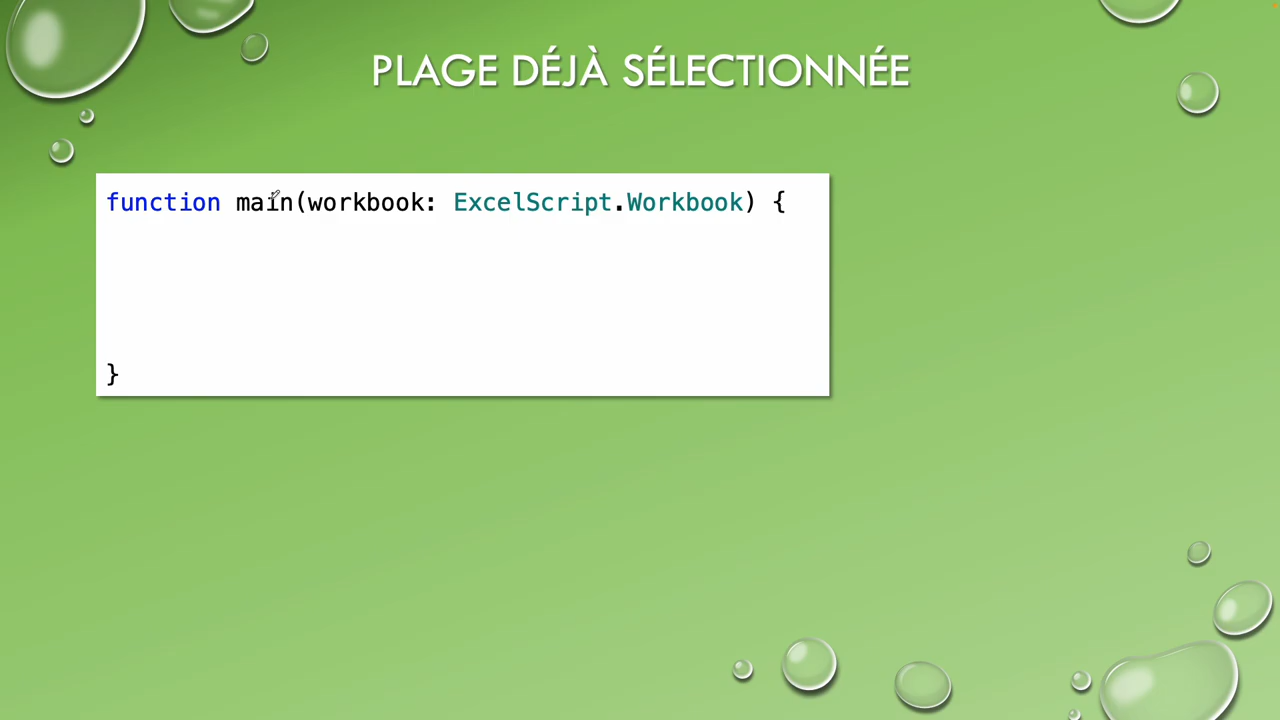 PLAGE DÉJÀ SÉLECTIONNÉE
function main(workbook: ExcelScript.Workbook) {
}